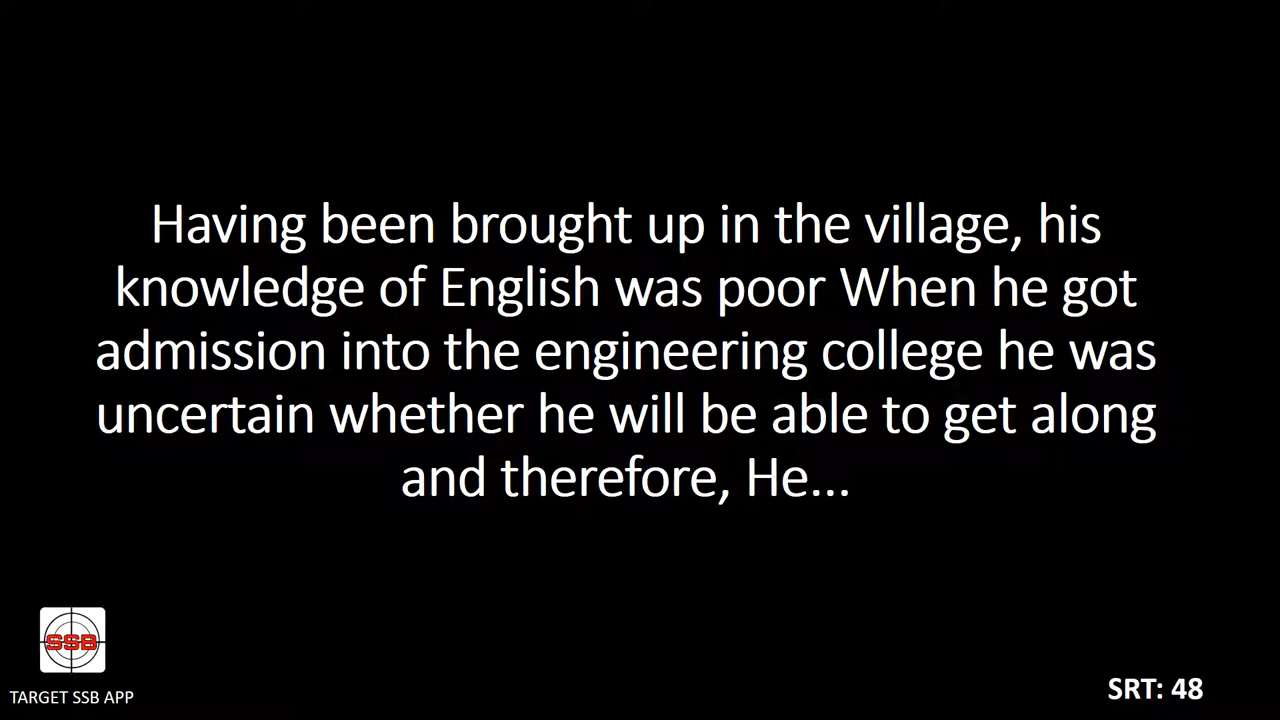 Having been brought up in the village, his
knowledge of English was poor When he got
admission into the engineering college he was
uncertain whether he will be able to get along
and therefore, He...
SSB
TARGET SSB APP
SRT: 48